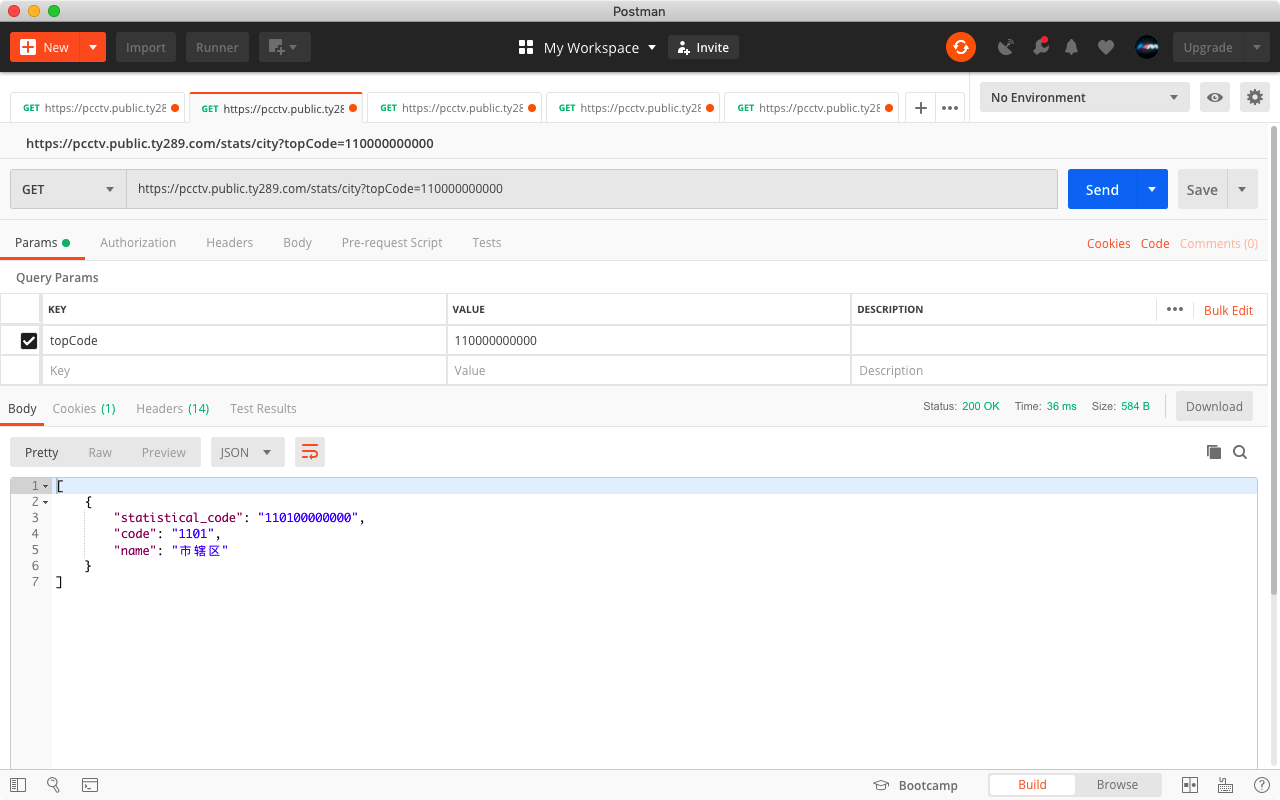 Postman
New Import Runner My Workspace Invite Upgrade
GET https://pcctv.public.ty28 GET https://pcctv.public.ty28 GET https://pcctv.public.ty28 GET https://pcctv.public.ty28 GET https://pcctv.public.ty28 No Environment
https://pcctv.public.ty289.com/stats/city?topCode=110000000000
GET https://pcctv.public.ty289.com/stats/city?topCode=110000000000 Send Save
Params Authorization Headers Body Pre-request Script Tests Cookies Code Comments (0)
Query Params
KEY VALUE DESCRIPTION Bulk Edit
topCode 110000000000
Key Value Description
Body Cookies (1) Headers (14) Test Results Status: 200 OK Time: 36 ms Size: 584 B Download
Pretty Raw Preview JSON
1 [
2 {
3 "statistical_code": "110100000000",
4 "code": "1101",
5 "name": "市辖区"
6 }
7 ]
Bootcamp Build Browse